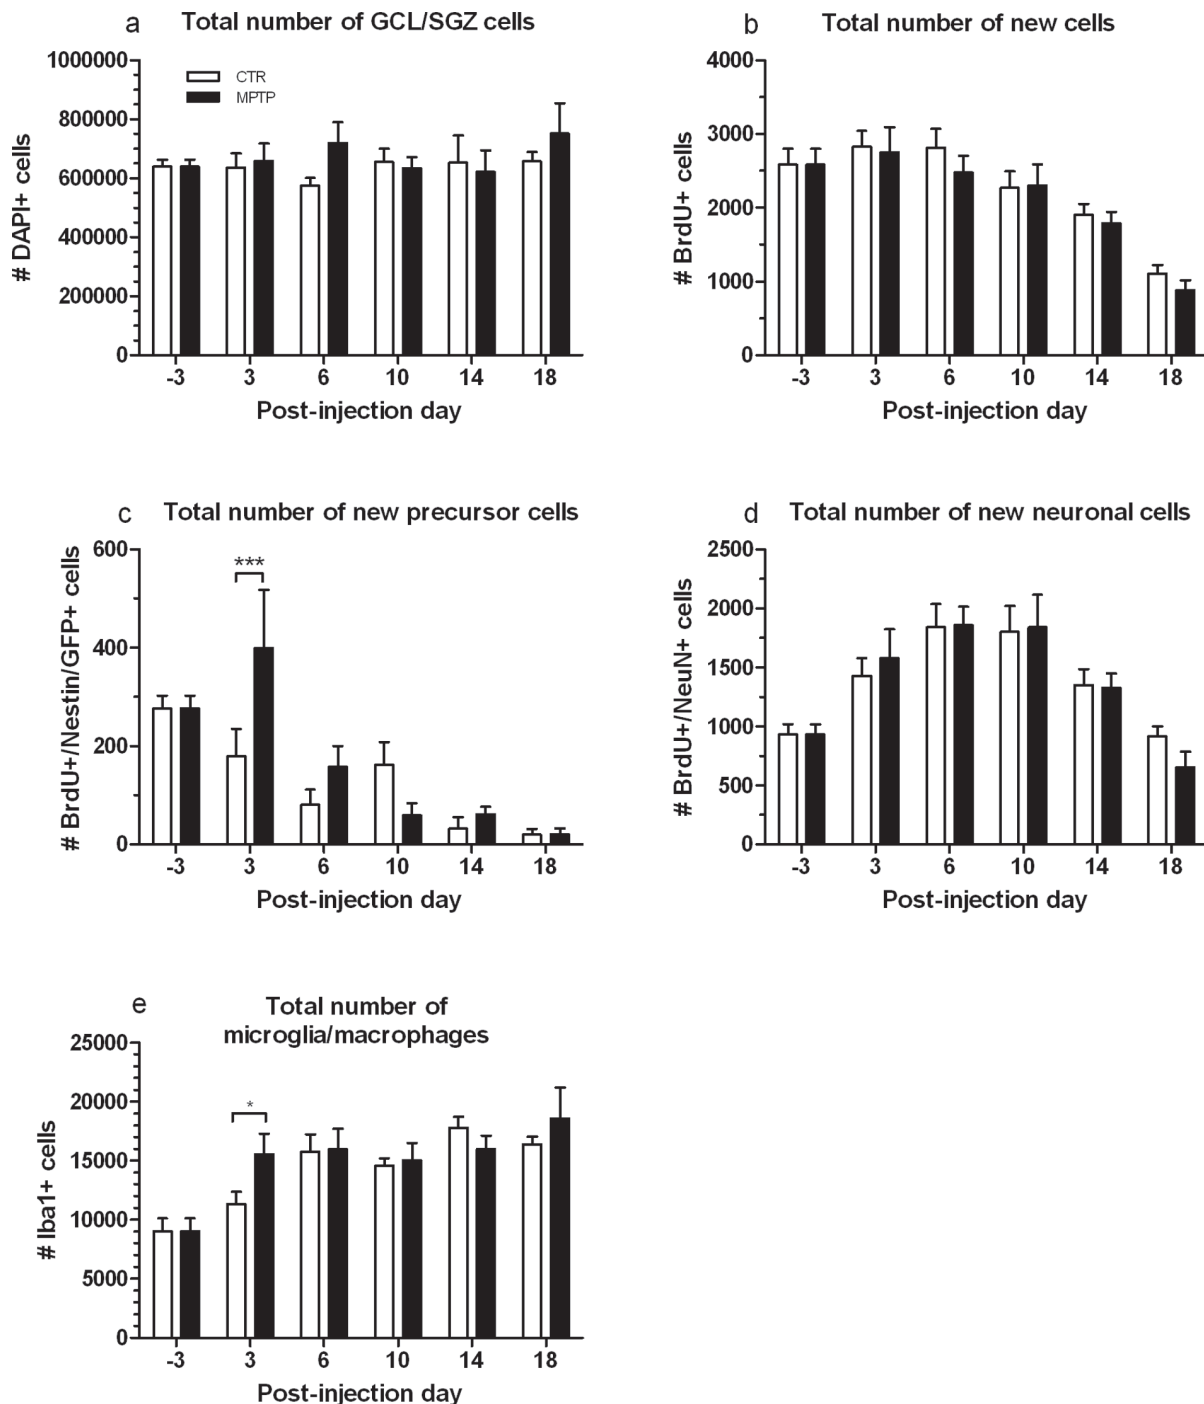 a Total number of GCL/SGZ cells
1000000
800000
600000
400000
200000
0
# DAPI+ cells
CTR
MPTP
-3 3 6 10 14 18
Post-injection day
b Total number of new cells
4000
3000
2000
1000
0
# BrdU+ cells
-3 3 6 10 14 18
Post-injection day
c Total number of new precursor cells
600
400
200
0
# BrdU+/Nestin/GFP+ cells
***
-3 3 6 10 14 18
Post-injection day
d Total number of new neuronal cells
2500
2000
1500
1000
500
0
# BrdU+/NeuN+ cells
-3 3 6 10 14 18
Post-injection day
e Total number of
microglia/macrophages
25000
20000
15000
10000
5000
0
# Iba1+ cells
*
-3 3 6 10 14 18
Post-injection day